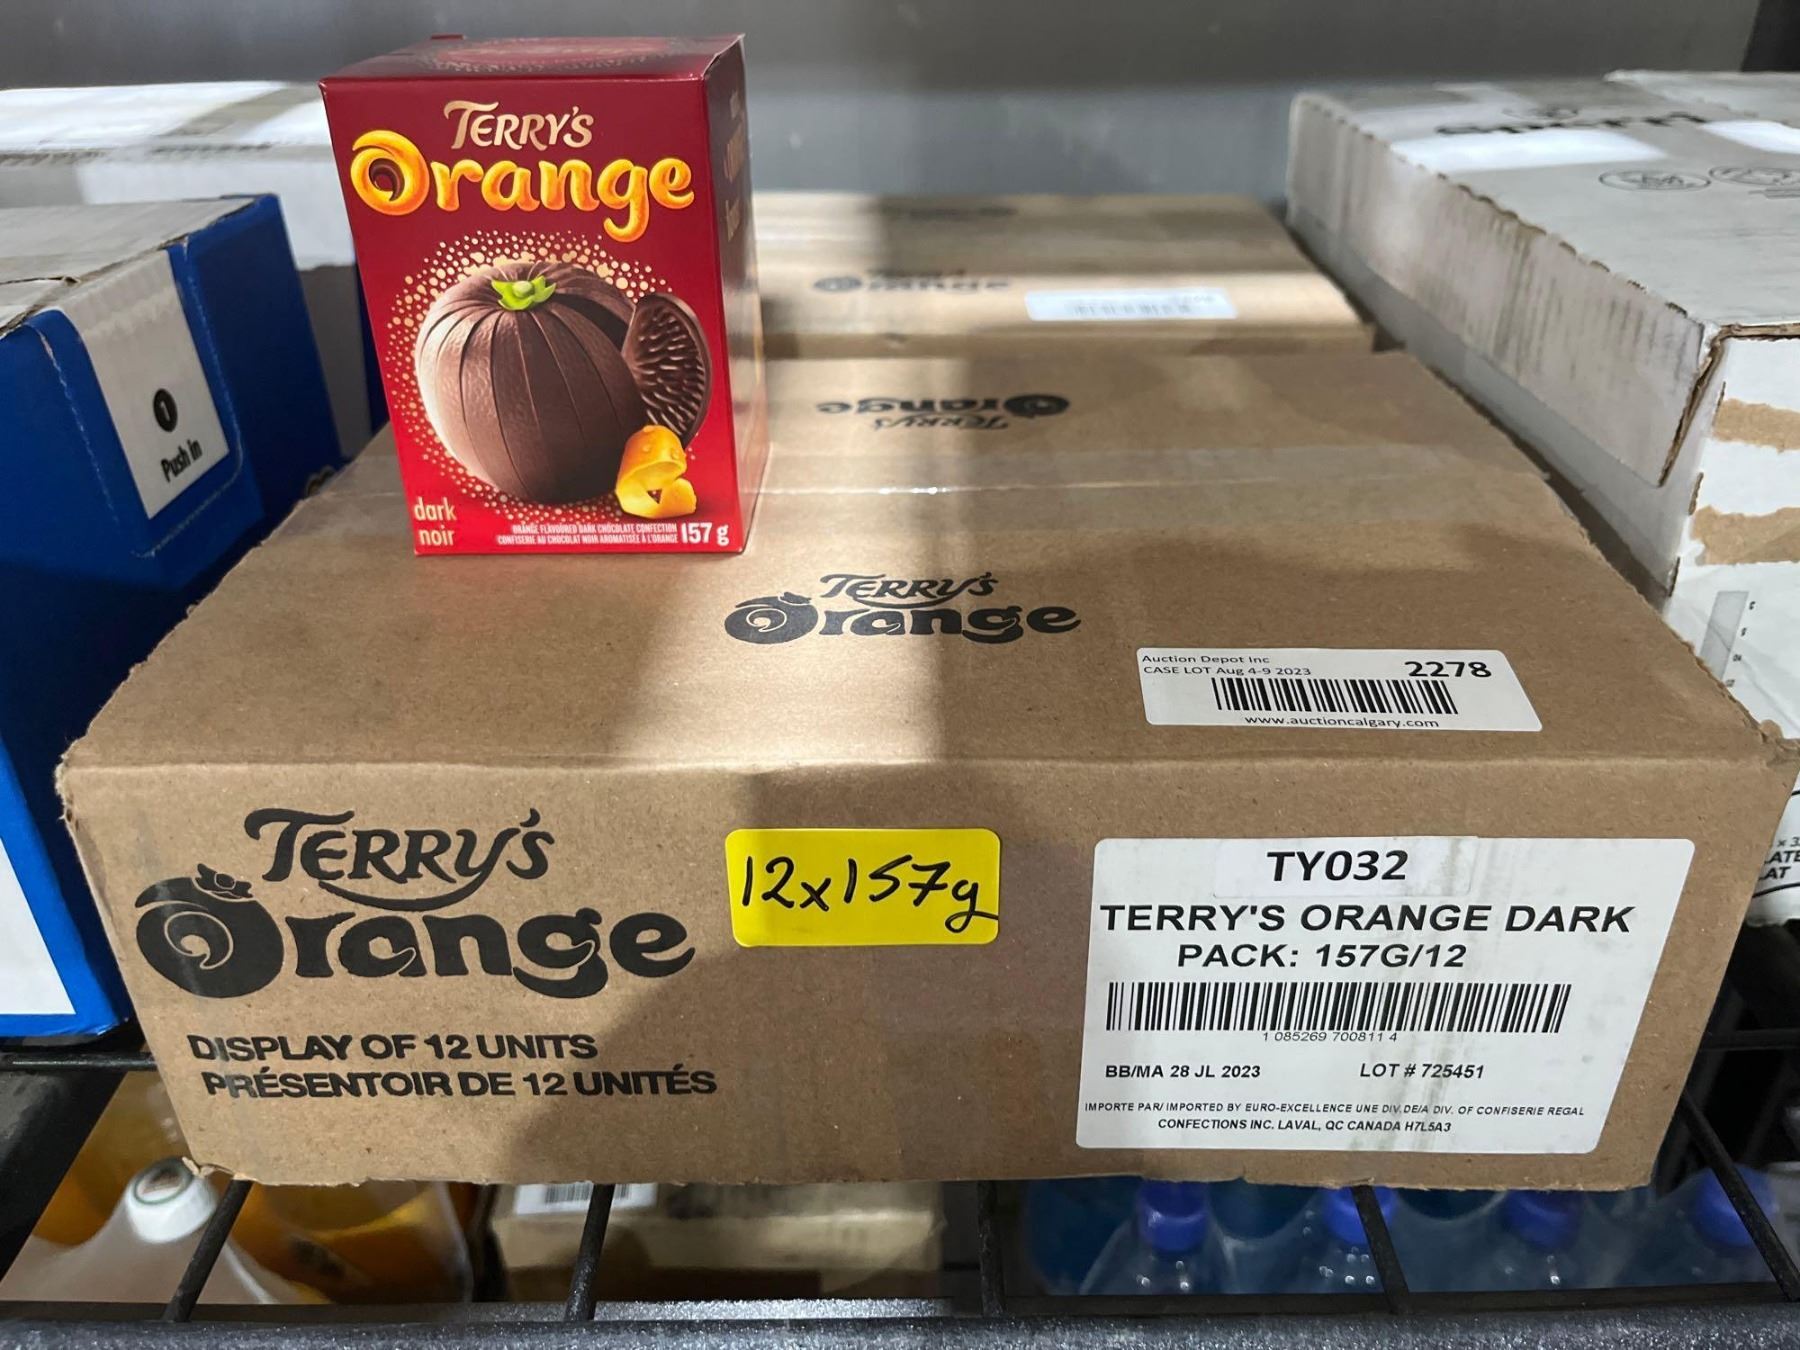 TERRY'S
Orange
dark
noir
ORANGE FLAVOURED DARK CHOCOLATE CONFECTION
CONFISERIE AU CHOCOLAT NOIR AROMATISÉE À L'ORANGE
157 g
1
Push in
Orange
TERRY'S
Orange
TERRY'S
Orange
Auction Depot Inc
CASE LOT Aug 4-9 2023
2278
www.auctioncalgary.com
TERRY'S
Orange
DISPLAY OF 12 UNITS
PRÉSENTOIR DE 12 UNITÉS
12x157g
TY032
TERRY'S ORANGE DARK
PACK: 157G/12
1 085269 700811 4
BB/MA 28 JL 2023 LOT # 725451
IMPORTE PAR/ IMPORTED BY EURO-EXCELLENCE UNE DIV.DE/A DIV. OF CONFISERIE REGAL
CONFECTIONS INC. LAVAL, QC CANADA H7L5A3